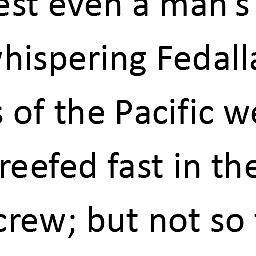 est even a man's
whispering Fedalla
s of the Pacific we
reefed fast in the
crew; but not so